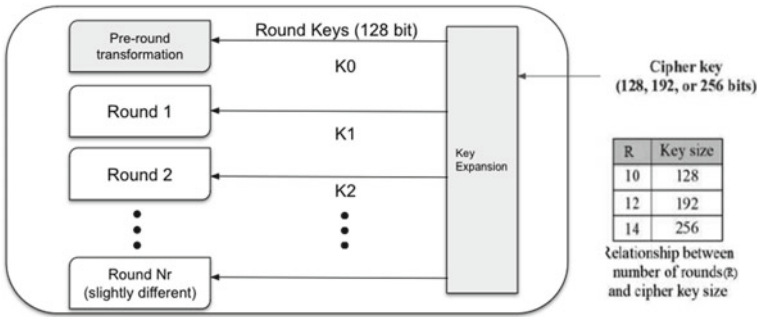 Pre-round
transformation
Round Keys (128 bit)
K0
Round 1
K1
Round 2
K2
Round Nr
(slightly different)
Key
Expansion
Cipher key
(128, 192, or 256 bits)
R Key size
10 128
12 192
14 256
Relationship between
number of rounds(R)
and cipher key size